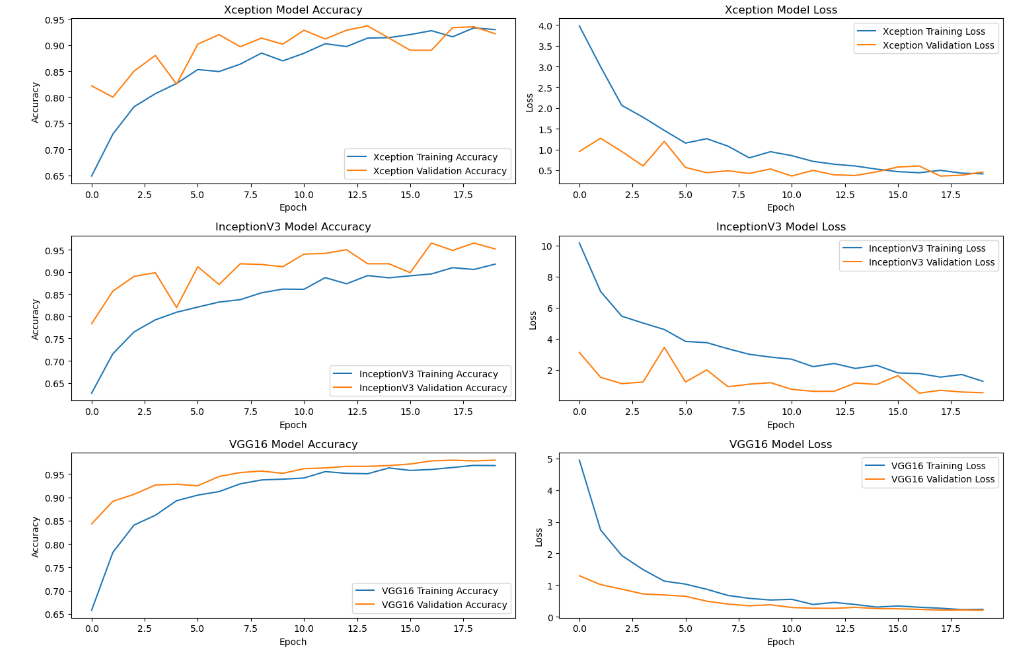 Xception Model Accuracy
0.95
0.90
0.85
0.80
0.75
0.70
0.65
Accuracy
Xception Training Accuracy
Xception Validation Accuracy
0.0 2.5 5.0 7.5 10.0 12.5 15.0 17.5
Epoch
Xception Model Loss
4.0
3.5
3.0
2.5
2.0
1.5
1.0
0.5
Loss
Xception Training Loss
Xception Validation Loss
0.0 2.5 5.0 7.5 10.0 12.5 15.0 17.5
Epoch
InceptionV3 Model Accuracy
0.95
0.90
0.85
0.80
0.75
0.70
0.65
Accuracy
InceptionV3 Training Accuracy
InceptionV3 Validation Accuracy
0.0 2.5 5.0 7.5 10.0 12.5 15.0 17.5
Epoch
InceptionV3 Model Loss
10
8
6
4
2
Loss
InceptionV3 Training Loss
InceptionV3 Validation Loss
0.0 2.5 5.0 7.5 10.0 12.5 15.0 17.5
Epoch
VGG16 Model Accuracy
0.95
0.90
0.85
0.80
0.75
0.70
0.65
Accuracy
VGG16 Training Accuracy
VGG16 Validation Accuracy
0.0 2.5 5.0 7.5 10.0 12.5 15.0 17.5
Epoch
VGG16 Model Loss
5
4
3
2
1
0
Loss
VGG16 Training Loss
VGG16 Validation Loss
0.0 2.5 5.0 7.5 10.0 12.5 15.0 17.5
Epoch